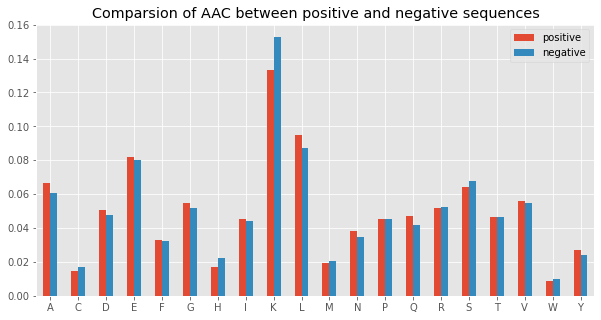 Comparsion of AAC between positive and negative sequences
0.16
0.14
0.12
0.10
0.08
0.06
0.04
0.02
0.00
positive
negative
A C D E F G H I K L M N P Q R S T V W Y